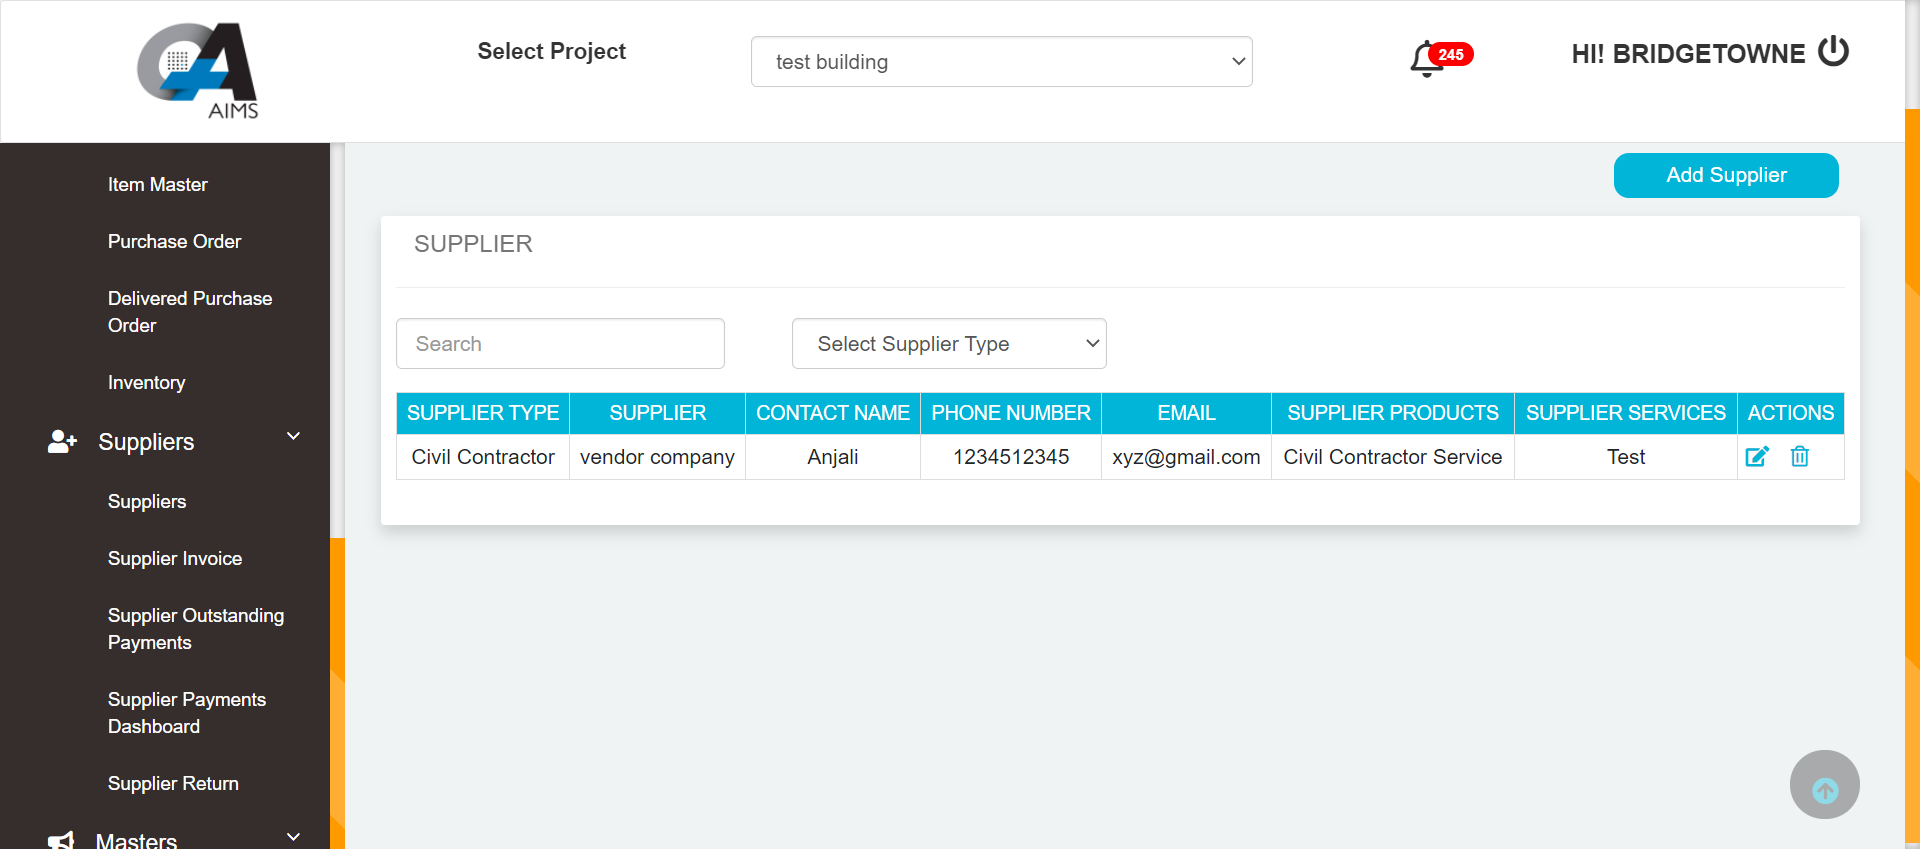 AIMS
Select Project
test building
245
HI! BRIDGETOWNE
Item Master
Purchase Order
Delivered Purchase
Order
Inventory
Suppliers
Suppliers
Supplier Invoice
Supplier Outstanding
Payments
Supplier Payments
Dashboard
Supplier Return
Masters
Add Supplier
SUPPLIER
Search
Select Supplier Type
SUPPLIER TYPE SUPPLIER CONTACT NAME PHONE NUMBER EMAIL SUPPLIER PRODUCTS SUPPLIER SERVICES ACTIONS
Civil Contractor vendor company Anjali 1234512345 xyz@gmail.com Civil Contractor Service Test